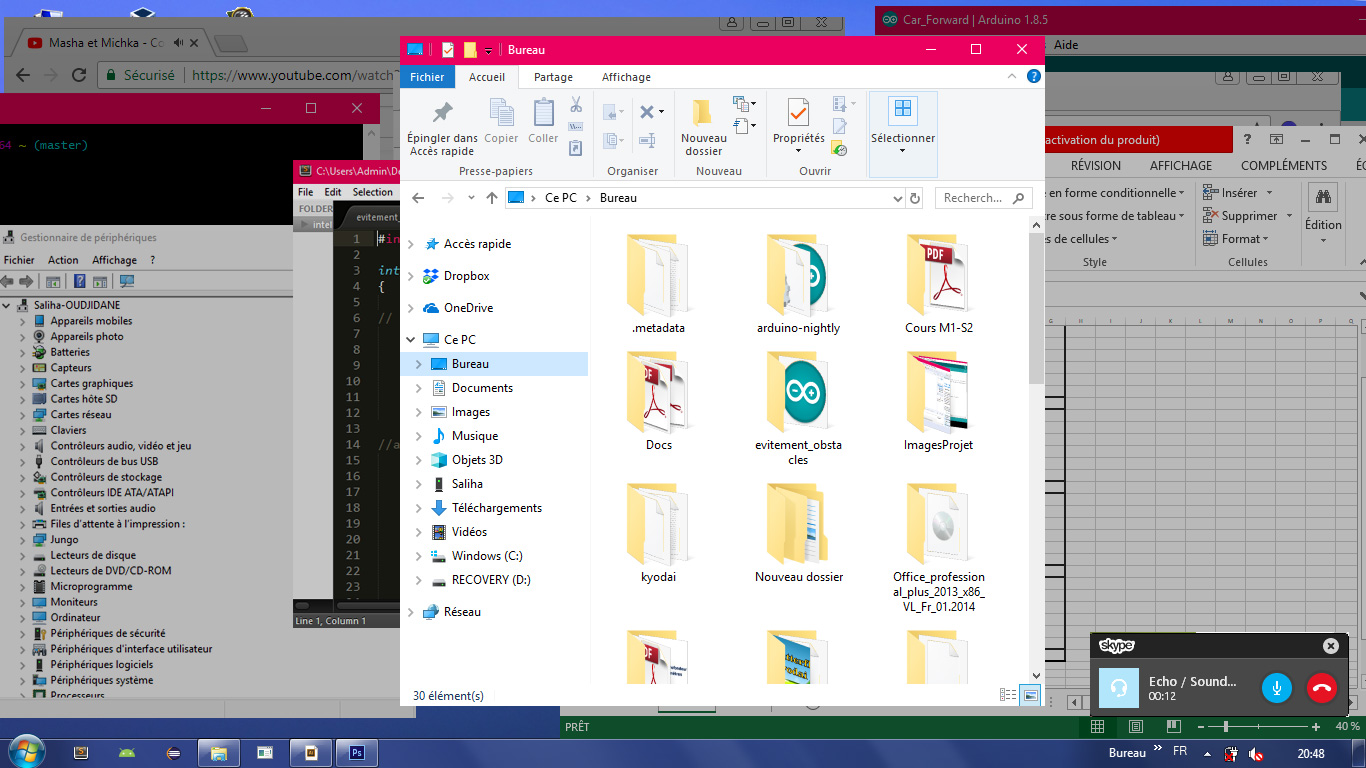 Masha et Michka - Co
Sécurisé
https://www.youtube.com/watch?
64 ~ (master)
Gestionnaire de périphériques
Fichier Action Affichage ?
Saliha-OUDJIDANE
Appareils mobiles
Appareils photo
Batteries
Capteurs
Cartes graphiques
Cartes hôte SD
Cartes réseau
Claviers
Contrôleurs audio, vidéo et jeu
Contrôleurs de bus USB
Contrôleurs de stockage
Contrôleurs IDE ATA/ATAPI
Entrées et sorties audio
Files d'attente à l'impression :
Jungo
Lecteurs de disque
Lecteurs de DVD/CD-ROM
Microprogramme
Moniteurs
Ordinateur
Périphériques de sécurité
Périphériques d'interface utilisateur
Périphériques logiciels
Périphériques système
Processeurs
C:\Users\Admin\De
File Edit Selection
FOLDER
intel
evitement_
1 #in
2
3 int
4 {
5
6 //
7
8
9
10
11
12
13
14 //a
15
16
17
18
19
20
21
22
23
24
Line 1, Column 1
Bureau
Fichier Accueil Partage Affichage
Épingler dans
Accès rapide
Copier
Coller
Presse-papiers
Organiser
Nouveau
dossier
Nouveau
Propriétés
Ouvrir
Sélectionner
Ce PC Bureau
Recherch...
Accès rapide
Dropbox
OneDrive
Ce PC
Bureau
Documents
Images
Musique
Objets 3D
Saliha
Téléchargements
Vidéos
Windows (C:)
RECOVERY (D:)
Réseau
.metadata
PDF
arduino-nightly
Cours M1-S2
Docs
evitement_obsta
cles
ImagesProjet
kyodai
Nouveau dossier
Office_profession
al_plus_2013_x86_
VL_Fr_01.2014
PDF
30 élément(s)
Car_Forward | Arduino 1.8.5
Aide
activation du produit)
RÉVISION AFFICHAGE COMPLÉMENTS
e en forme conditionnelle
tre sous forme de tableau
s de cellules
Style
Insérer
Supprimer
Format
Cellules
Édition
PRÊT
40 %
skype
Echo / Sound...
00:12
Ps
Bureau
FR
20:48